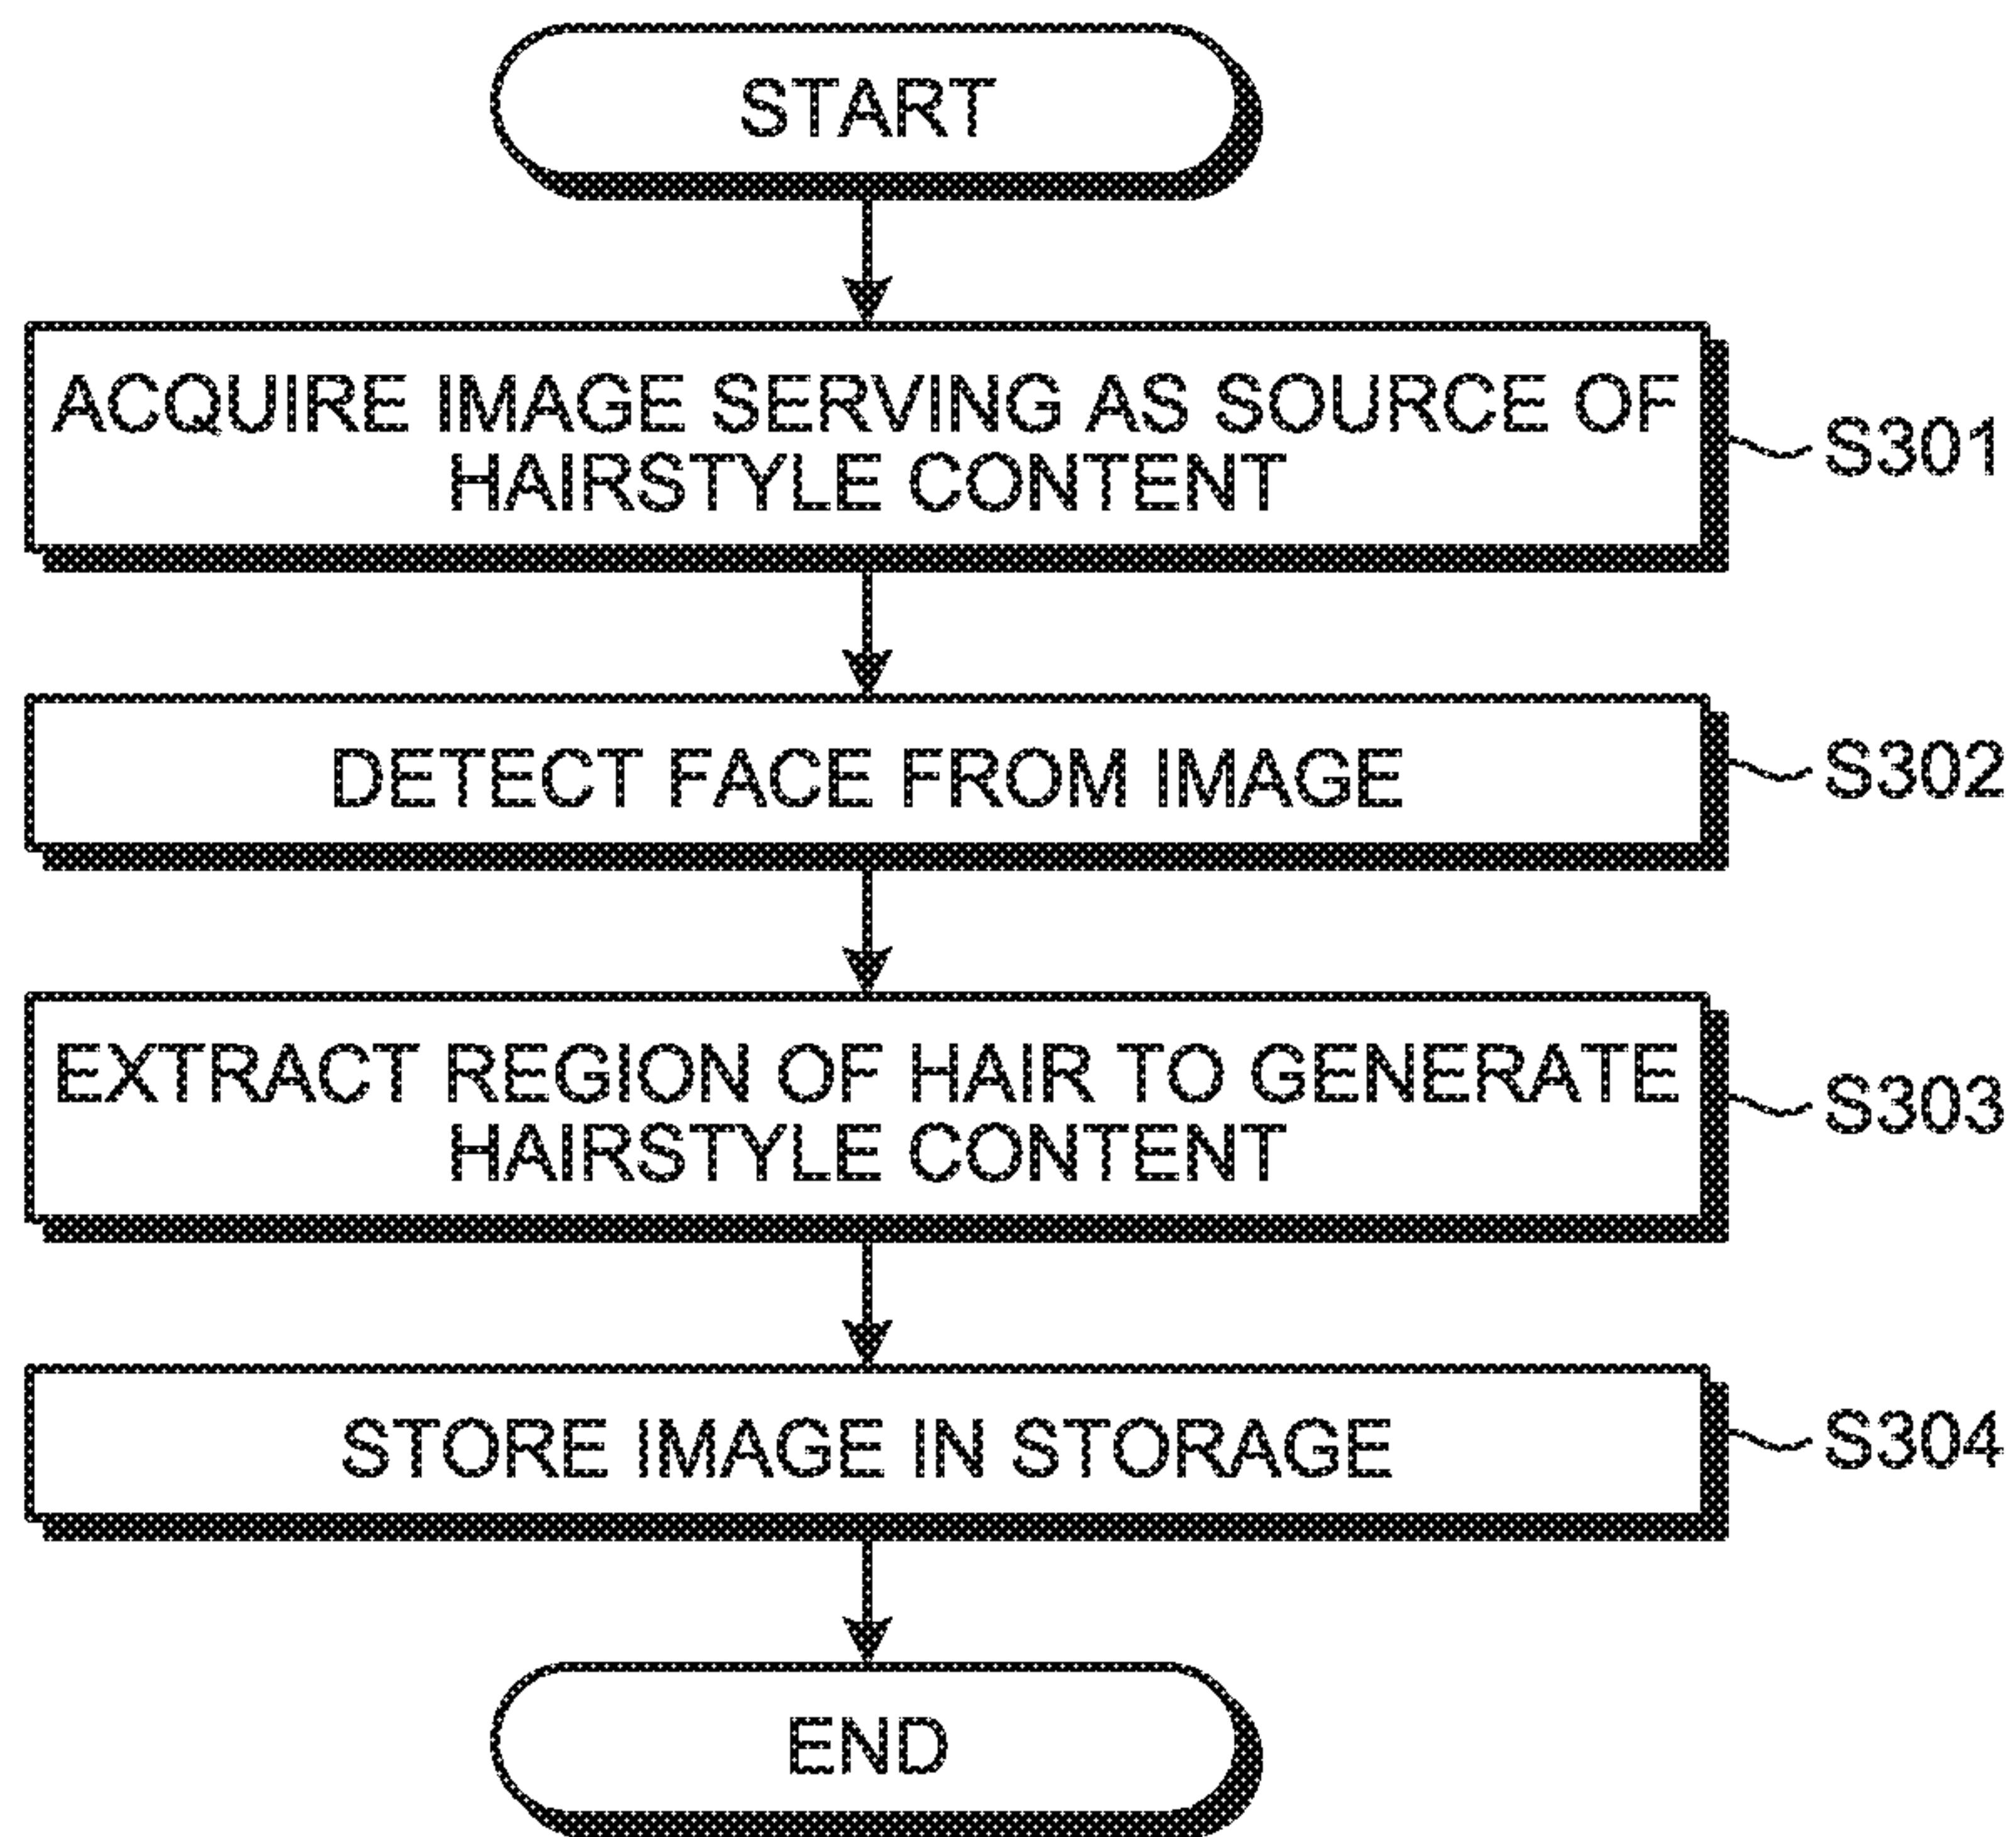 START
ACQUIRE IMAGE SERVING AS SOURCE OF
HAIRSTYLE CONTENT
S301
DETECT FACE FROM IMAGE
S302
EXTRACT REGION OF HAIR TO GENERATE
HAIRSTYLE CONTENT
S303
STORE IMAGE IN STORAGE
S304
END